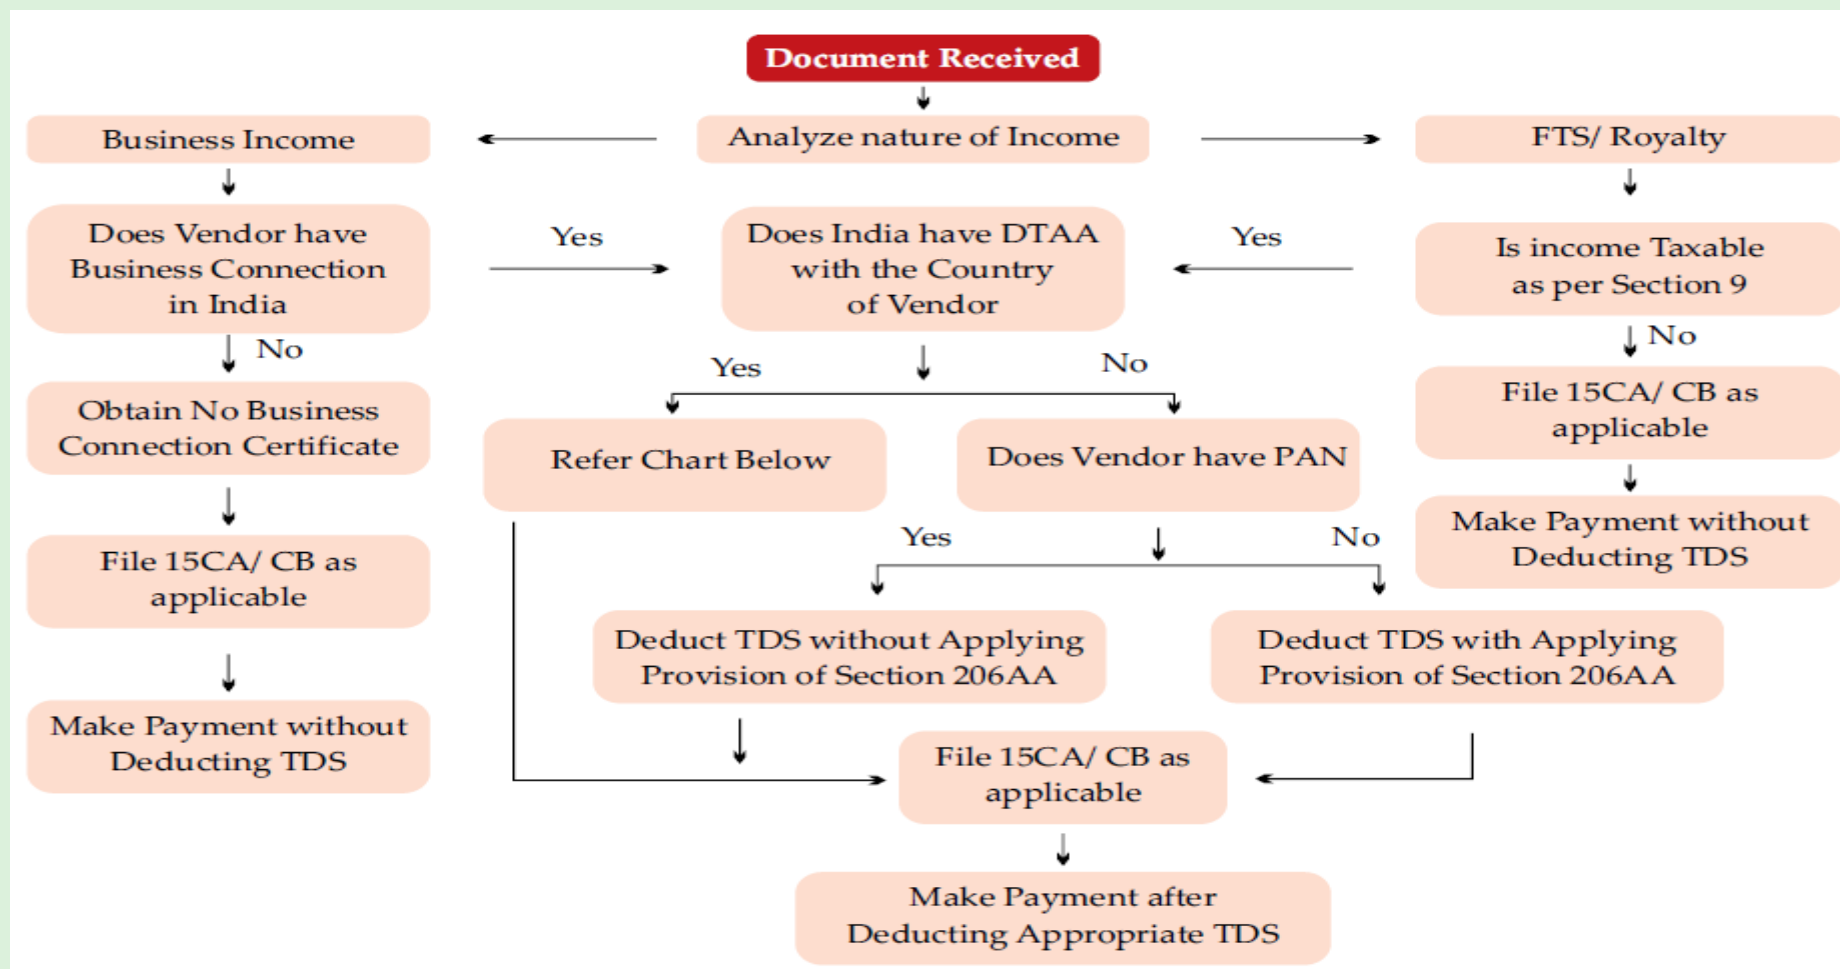 Document Received
Business Income
Analyze nature of Income
FTS/ Royalty
Does Vendor have
Business Connection
in India
Yes
Does India have DTAA
with the Country
of Vendor
Yes
Is income Taxable
as per Section 9
No
No
Obtain No Business
Connection Certificate
Yes
No
File 15CA/ CB as
applicable
Refer Chart Below
Does Vendor have PAN
Make Payment without
Deducting TDS
File 15CA/ CB as
applicable
Yes
No
Deduct TDS without Applying
Provision of Section 206AA
Deduct TDS with Applying
Provision of Section 206AA
Make Payment without
Deducting TDS
File 15CA/ CB as
applicable
Make Payment after
Deducting Appropriate TDS